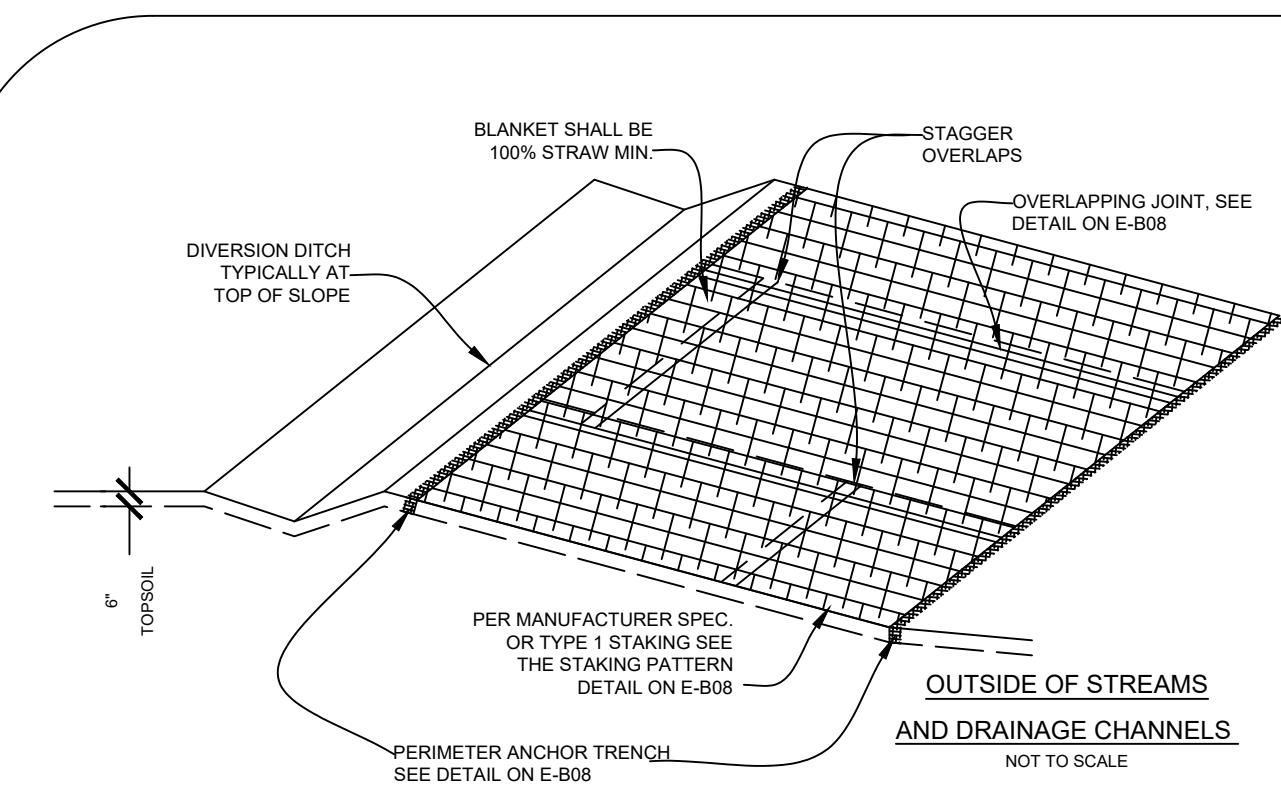 BLANKET SHALL BE
100% STRAW MIN.
STAGGER
OVERLAPS
OVERLAPPING JOINT, SEE
DETAIL ON E-B08
DIVERSION DITCH
TYPICALLY AT
TOP OF SLOPE
6"
TOPSOIL
PER MANUFACTURER SPEC.
OR TYPE 1 STAKING SEE
THE STAKING PATTERN
DETAIL ON E-B08
PERIMETER ANCHOR TRENCH
SEE DETAIL ON E-B08
OUTSIDE OF STREAMS
AND DRAINAGE CHANNELS
NOT TO SCALE